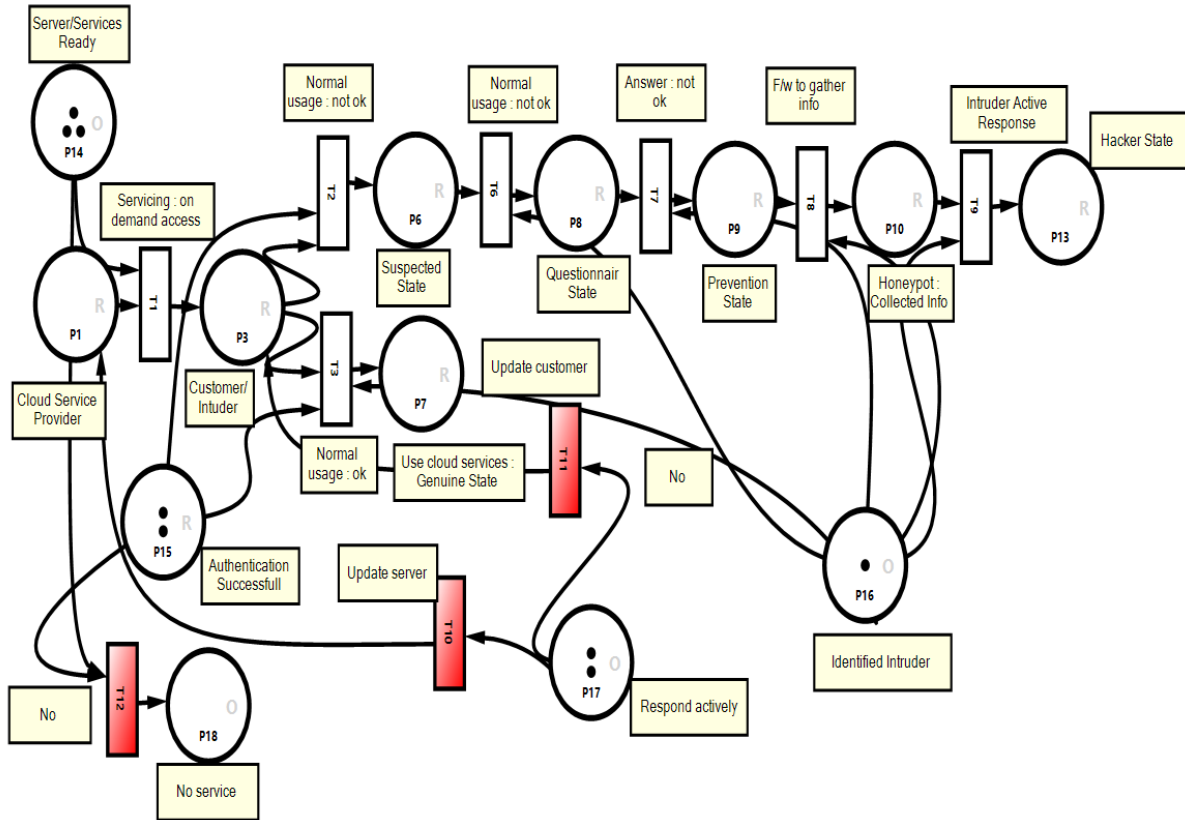 Server/Services
Ready
O
P14
Normal
usage : not ok
Normal
usage : not ok
Answer : not
ok
F/w to gather
info
Intruder Active
Response
Hacker State
Servicing : on
demand access
T2
R
P6
T6
R
P8
T7
R
P9
T8
R
P10
T9
R
P13
R
P1
T1
R
P3
Suspected
State
Questionnair
State
Prevention
State
Honeypot :
Collected Info
T3
R
P7
Update customer
Cloud Service
Provider
Customer/
Intuder
Normal
usage : ok
Use cloud services :
Genuine State
T11
No
R
P15
Authentication
Successfull
Update server
T10
O
P16
Identified Intruder
O
P17
Respond actively
No
T12
O
P18
No service